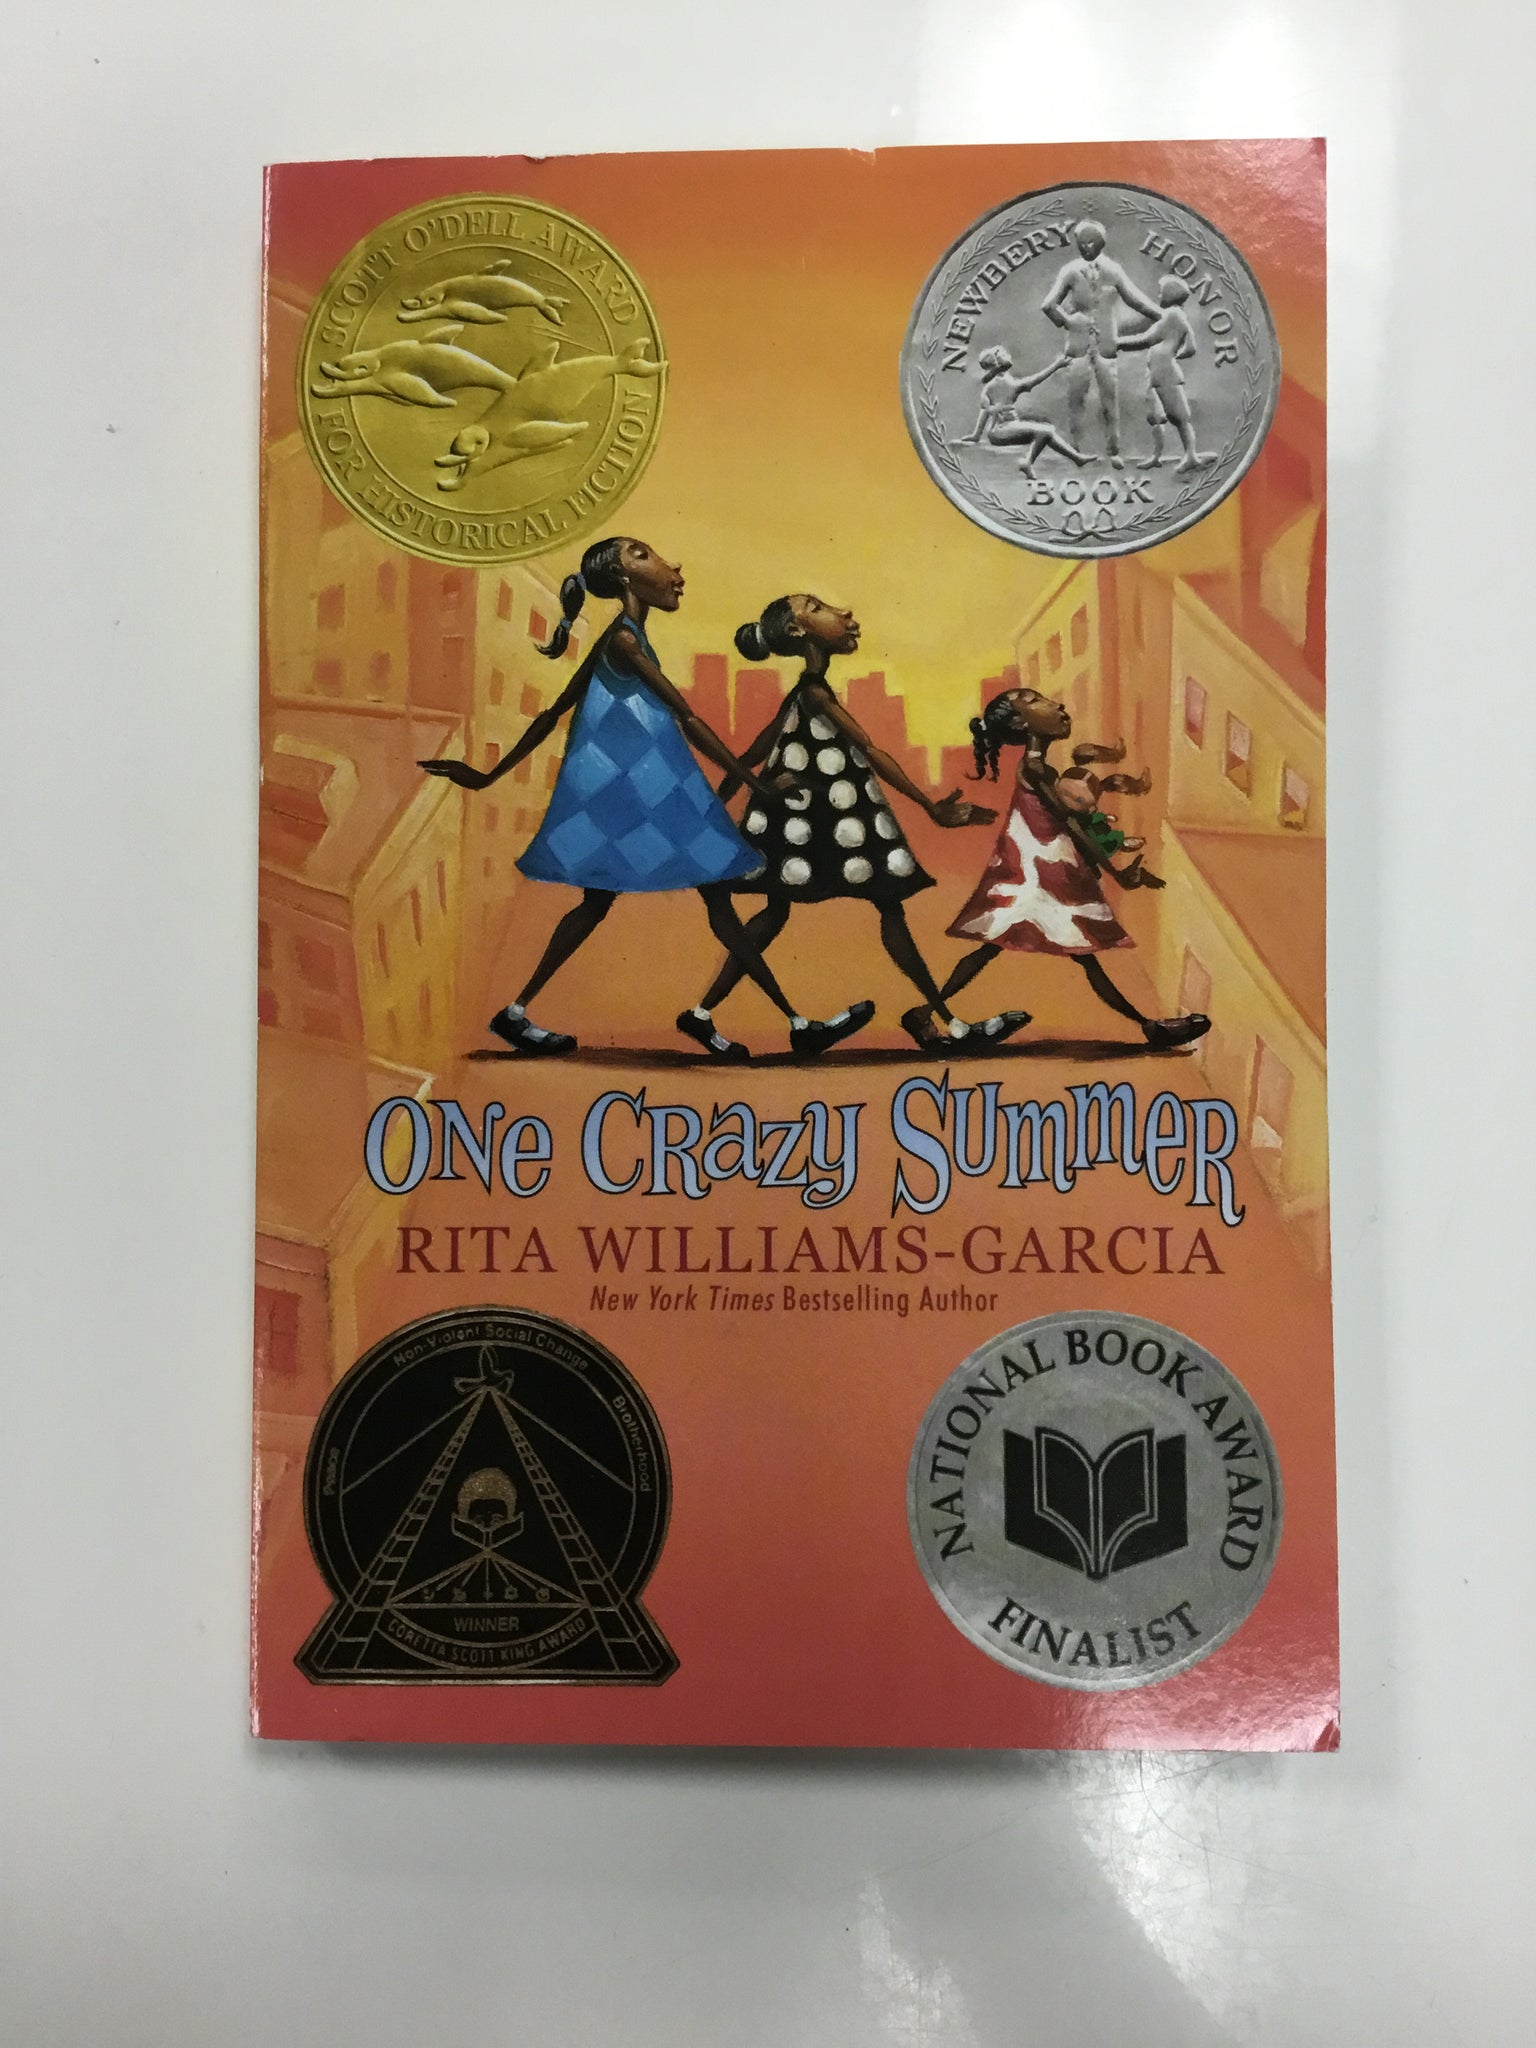 SCOTT O'DELL AWARD
FOR HISTORICAL FICTION
NEWBERY HONOR
BOOK
ONE CRAZY SUMMER
RITA WILLIAMS-GARCIA
New York Times Bestselling Author
Peace
Non-Violent Social Change
Brotherhood
WINNER
CORETTA SCOTT KING AWARD
NATIONAL BOOK AWARD
FINALIST